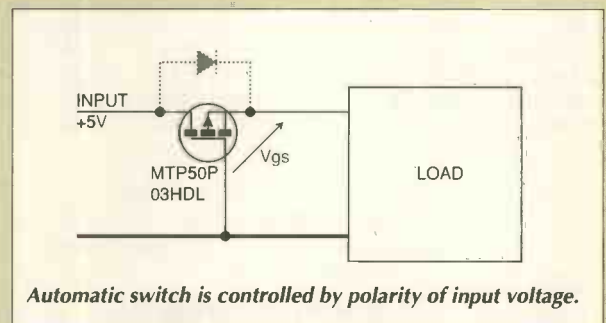 INPUT
+5V
MTP50P
03HDL
Vgs
LOAD
Automatic switch is controlled by polarity of input voltage.